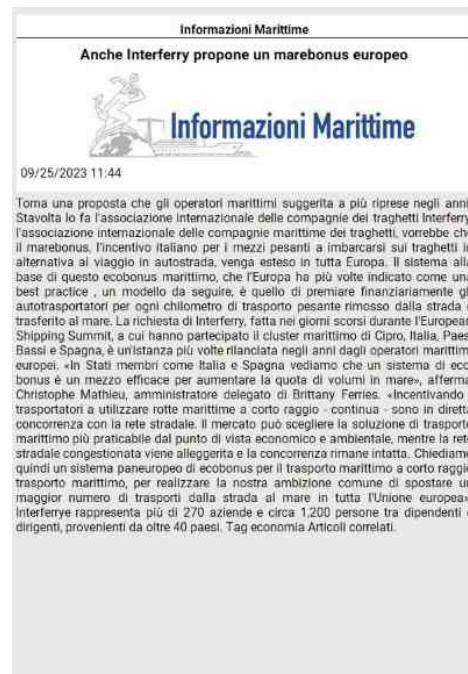 Informazioni Marittime
Anche Interferry propone un marebonus europeo
Informazioni Marittime
09/25/2023 11:44
Torna una proposta che gli operatori marittimi suggerita a più riprese negli anni
Stavolta lo fa l'associazione internazionale delle compagnie dei traghetti Interferry
l'associazione internazionale delle compagnie marittime dei traghetti, vorrebbe che
il marebonus, l'incentivo italiano per i mezzi pesanti a imbarcarsi sui traghetti in
alternativa al viaggio in autostrada, venga esteso in tutta Europa. Il sistema alla
base di questo ecobonus marittimo, che l'Europa ha più volte indicato come una
best practice , un modello da seguire, è quello di premiare finanziariamente gl
autotrasportatori per ogni chilometro di trasporto pesante rimosso dalla strada
trasferito al mare. La richiesta di Interferry, fatta nei giorni scorsi durante l'European
Shipping Summit, a cui hanno partecipato il cluster marittimo di Cipro, Italia, Paes
Bassi e Spagna, è un'istanza più volte rilanciata negli anni dagli operatori marittim
europei. «In Stati membri come Italia e Spagna vediamo che un sistema di eco
bonus è un mezzo efficace per aumentare la quota di volumi in mare», afferma
Christophe Mathieu, amministratore delegato di Brittany Ferries. «Incentivando
trasportatori a utilizzare rotte marittime a corto raggio - continua - sono in dirett
concorrenza con la rete stradale. Il mercato può scegliere la soluzione di trasporto
marittimo più praticabile dal punto di vista economico e ambientale, mentre la rete
stradale congestionata viene alleggerita e la concorrenza rimane intatta. Chiediamo
quindi un sistema paneuropeo di ecobonus per il trasporto marittimo a corto raggio
trasporto marittimo, per realizzare la nostra ambizione comune di spostare un
maggior numero di trasporti dalla strada al mare in tutta l'Unione europea»
Interferrye rappresenta più di 270 aziende e circa 1,200 persone tra dipendenti
dirigenti, provenienti da oltre 40 paesi. Tag economia Articoli correlati.